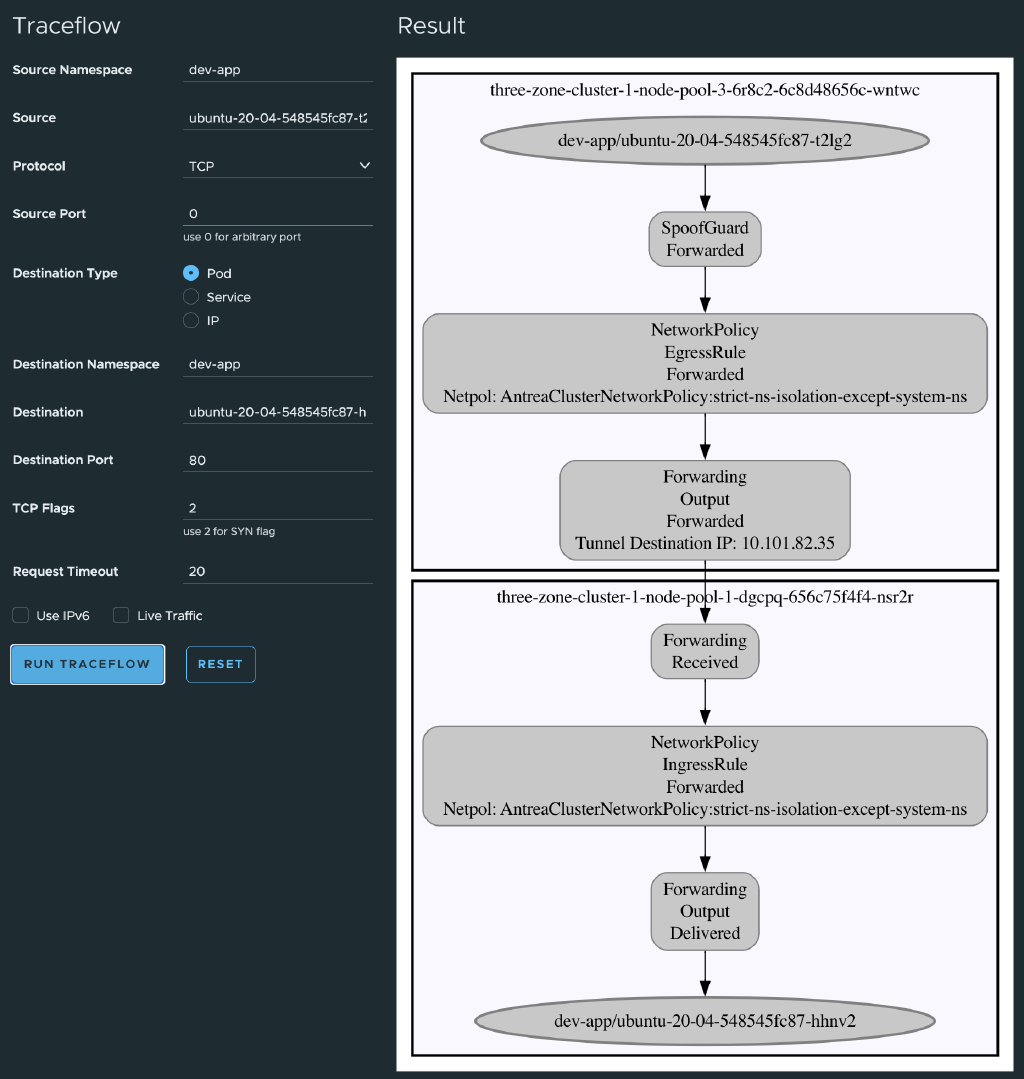 Traceflow
Source Namespace
dev-app
Source
ubuntu-20-04-548545fc87-t2
Protocol
TCP
Source Port
0
use 0 for arbitrary port
Destination Type
Pod
Service
IP
Destination Namespace
dev-app
Destination
ubuntu-20-04-548545fc87-h
Destination Port
80
TCP Flags
2
use 2 for SYN flag
Request Timeout
20
Use IPv6
Live Traffic
RUN TRACEFLOW
RESET
Result
three-zone-cluster-1-node-pool-3-6r8c2-6c8d48656c-wntwc
dev-app/ubuntu-20-04-548545fc87-t2lg2
SpoofGuard
Forwarded
NetworkPolicy
EgressRule
Forwarded
Netpol: AntreaClusterNetworkPolicy:strict-ns-isolation-except-system-ns
Forwarding
Output
Forwarded
Tunnel Destination IP: 10.101.82.35
three-zone-cluster-1-node-pool-1-dgcpq-656c75f4f4-nsr2r
Forwarding
Received
NetworkPolicy
IngressRule
Forwarded
Netpol: AntreaClusterNetworkPolicy:strict-ns-isolation-except-system-ns
Forwarding
Output
Delivered
dev-app/ubuntu-20-04-548545fc87-hhnv2